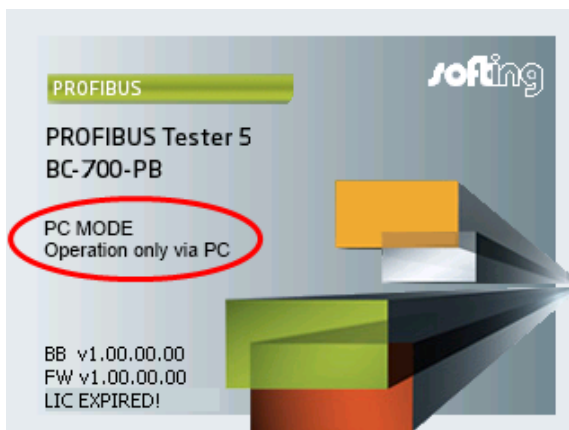 softing
PROFIBUS
PROFIBUS Tester 5
BC-700-PB
PC MODE
Operation only via PC
BB v1.00.00.00
FW v1.00.00.00
LIC EXPIRED!